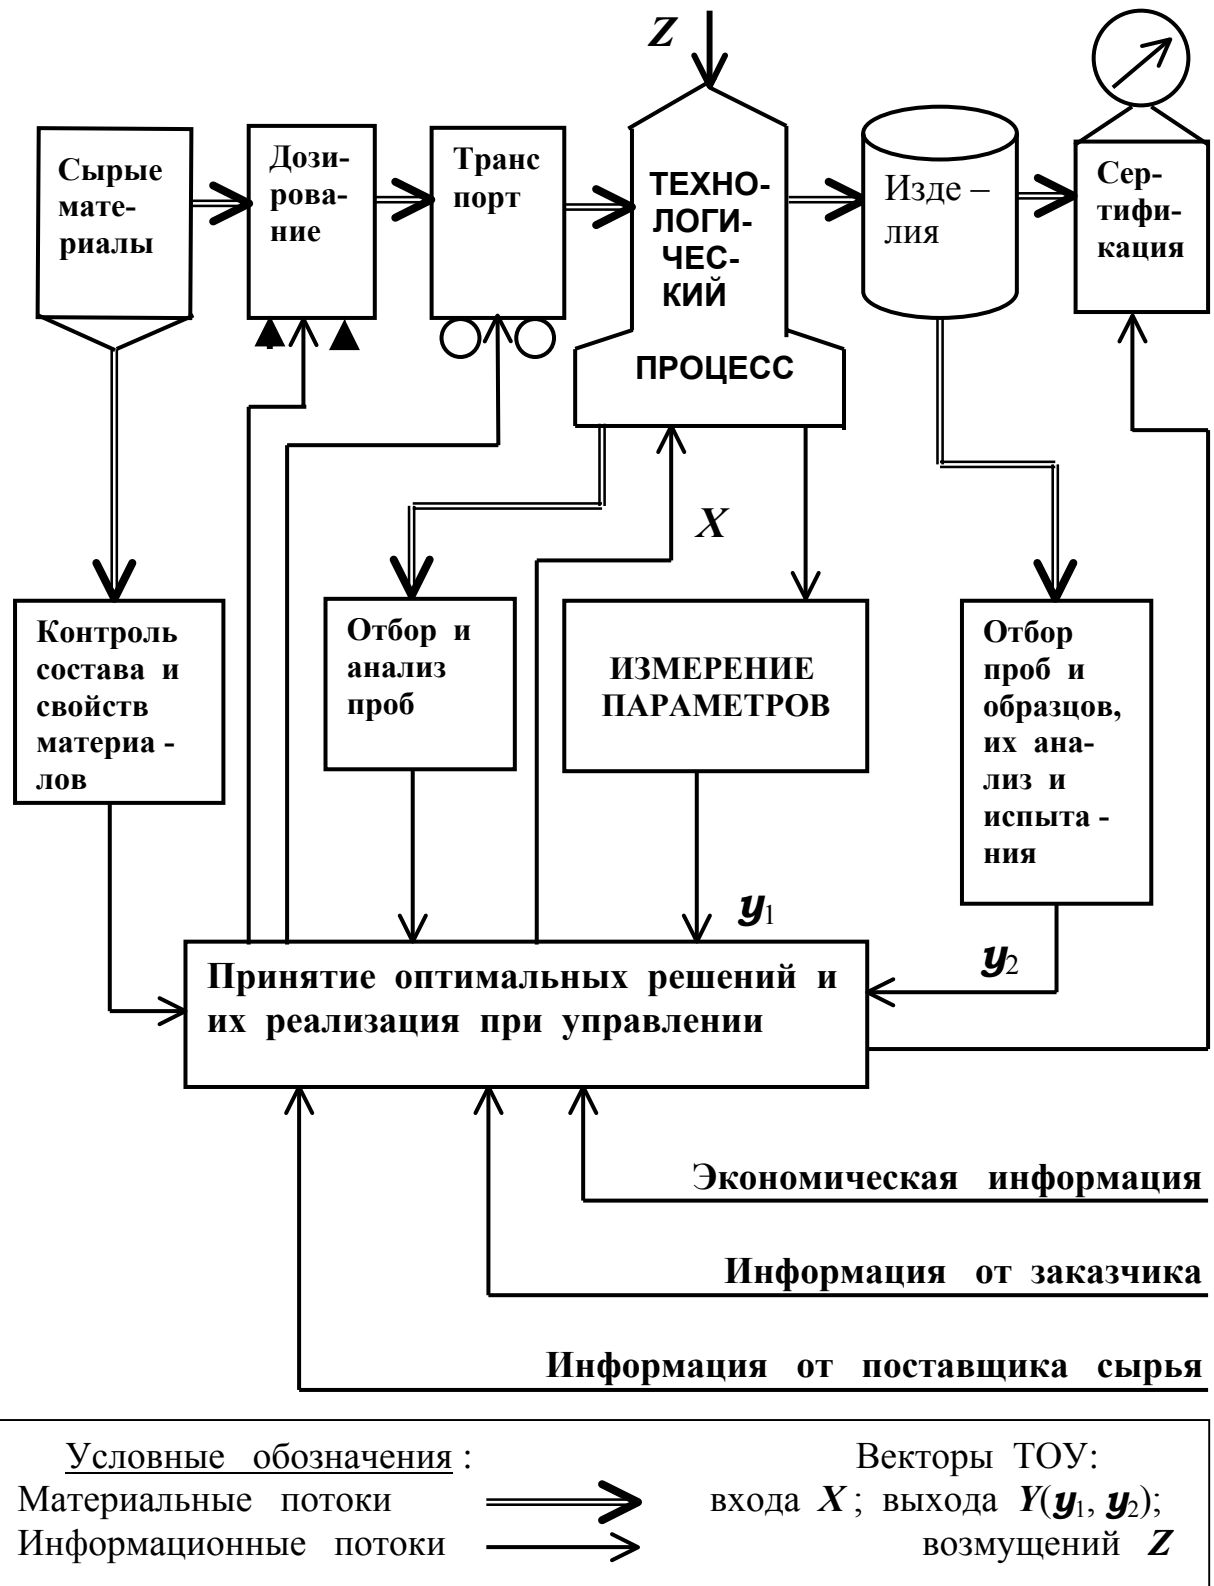 Z
Сырые
мате-
риалы
Дози-
рова-
ние
Транс
порт
ТЕХНО-
ЛОГИ-
ЧЕС-
КИЙ
ПРОЦЕСС
Изде –
лия
Сер-
тифи-
кация
X
Контроль
состава и
свойств
материа -
лов
Отбор и
анализ
проб
ИЗМЕРЕНИЕ
ПАРАМЕТРОВ
Отбор
проб и
образцов,
их ана-
лиз и
испыта -
ния
y1
y2
Принятие оптимальных решений и
их реализация при управлении
Экономическая информация
Информация от заказчика
Информация от поставщика сырья
Условные обозначения :
Материальные потоки
Информационные потоки
Векторы ТОУ:
входа X ; выхода Y(y1, y2);
возмущений Z